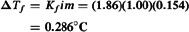 ΔT_f = K_f im = (1.86)(1.00)(0.154)
= 0.286°C